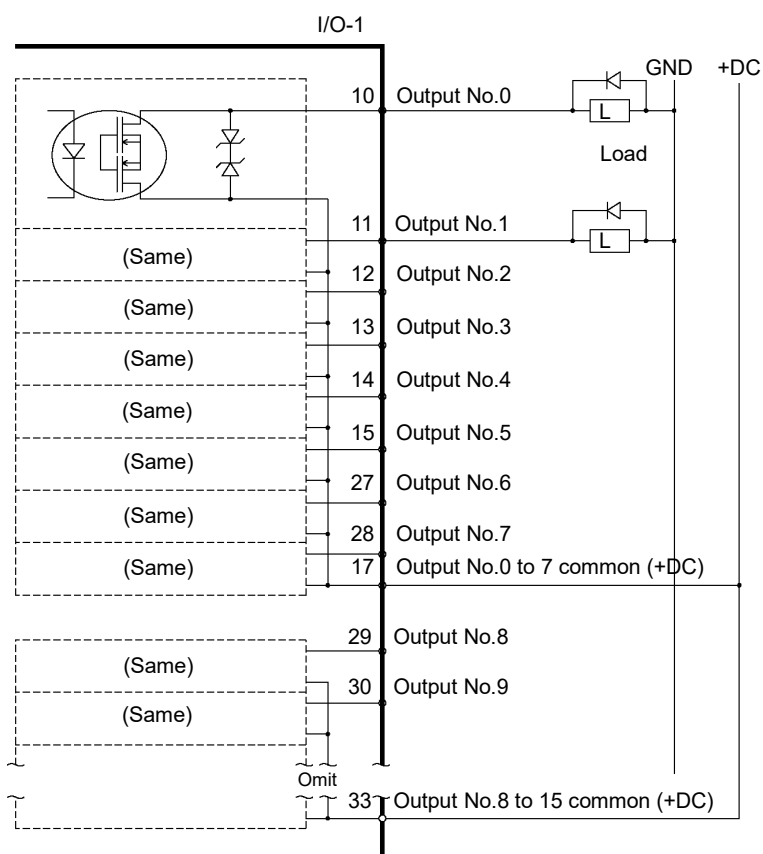 I/O-1
GND +DC
10 Output No.0
L
Load
11 Output No.1
L
(Same)
12 Output No.2
(Same)
13 Output No.3
(Same)
14 Output No.4
(Same)
15 Output No.5
(Same)
27 Output No.6
(Same)
28 Output No.7
(Same)
17 Output No.0 to 7 common (+DC)
29 Output No.8
(Same)
30 Output No.9
(Same)
Omit
33 Output No.8 to 15 common (+DC)